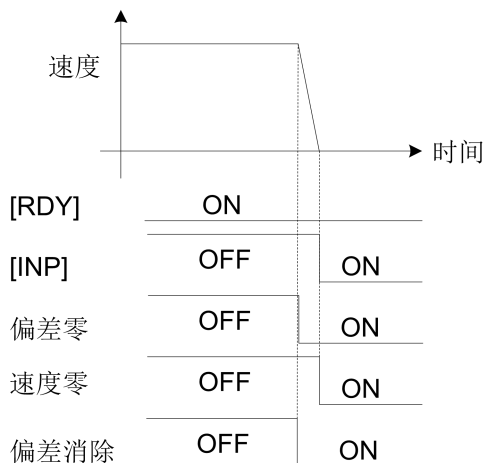 速度
时间
[RDY] ON
[INP] OFF ON
偏差零 OFF ON
速度零 OFF ON
偏差消除 OFF ON